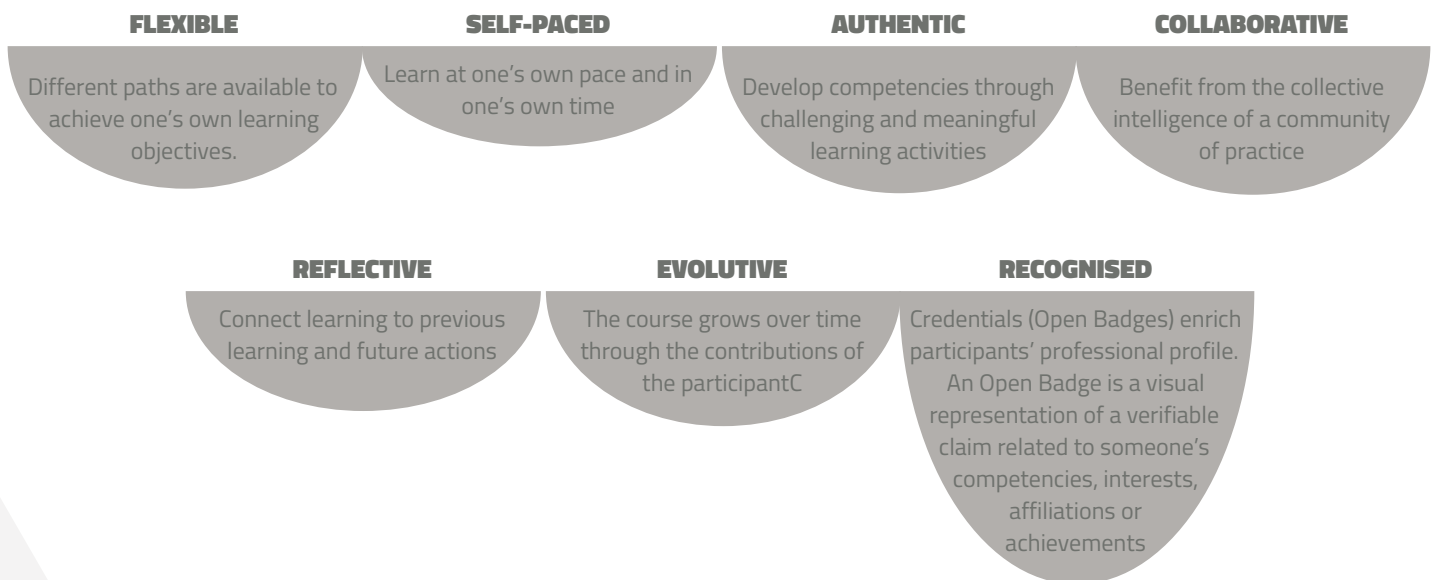 FLEXIBLE
Different paths are available to
achieve one’s own learning
objectives.
SELF-PACED
Learn at one’s own pace and in
one’s own time
AUTHENTIC
Develop competencies through
challenging and meaningful
learning activities
COLLABORATIVE
Benefit from the collective
intelligence of a community
of practice
REFLECTIVE
Connect learning to previous
learning and future actions
EVOLUTIVE
The course grows over time
through the contributions of
the participantC
RECOGNISED
Credentials (Open Badges) enrich
participants’ professional profile.
An Open Badge is a visual
representation of a verifiable
claim related to someone’s
competencies, interests,
affiliations or
achievements